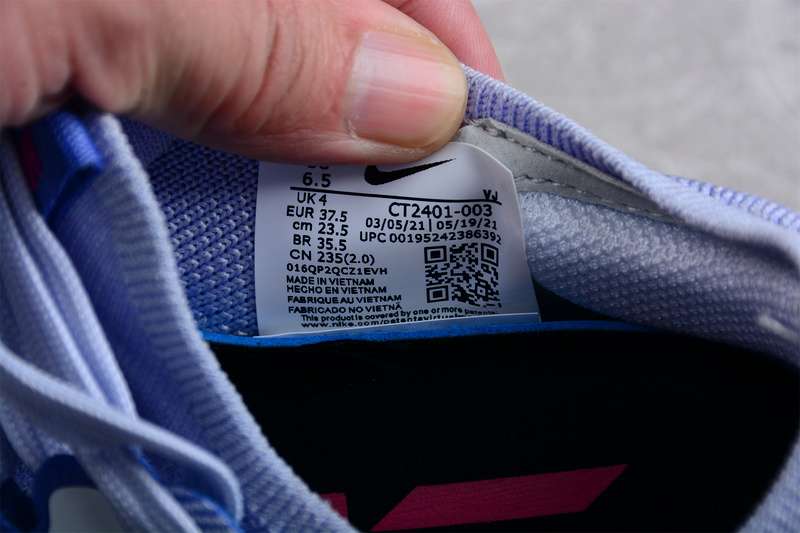 6.5
UK 4
EUR 37.5
cm 23.5
BR 35.5
CN 235(2.0)
VJ
CT2401-003
03/05/21 | 05/19/21
UPC 00195242386392
016QP2QCZ1EVH
MADE IN VIETNAM
HECHO EN VIETNAM
FABRIQUE AU VIETNAM
FABRICADO NO VIETNÃ
This product is covered by one or more patents